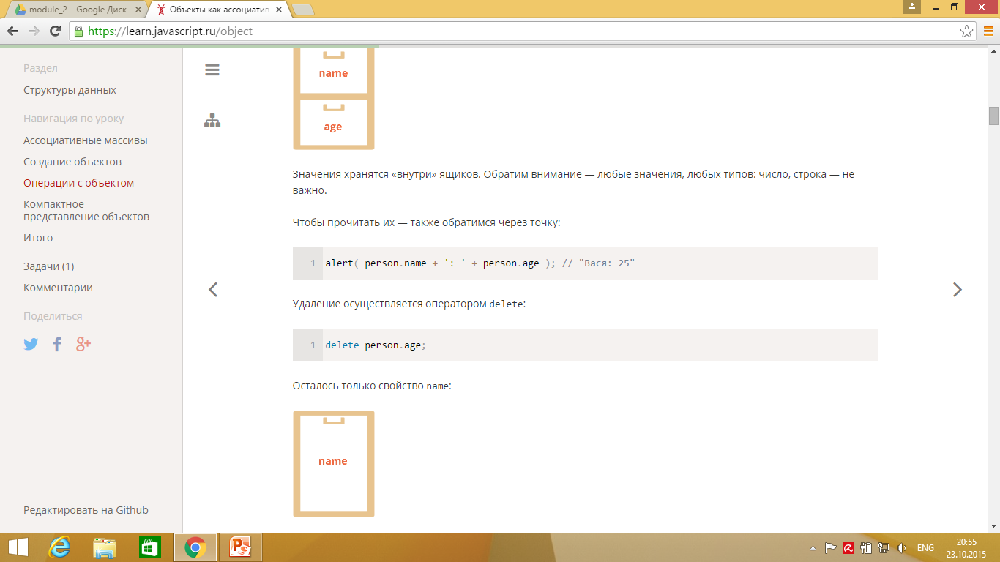 module_2 – Google Диск
Объекты как ассоциатив
https://learn.javascript.ru/object
Раздел
Структуры данных
Навигация по уроку
Ассоциативные массивы
Создание объектов
Операции с объектом
Компактное
представление объектов
Итого
Задачи (1)
Комментарии
Поделиться
Редактировать на Github
name
age
Значения хранятся «внутри» ящиков. Обратим внимание — любые значения, любых типов: число, строка — не
важно.
Чтобы прочитать их — также обратимся через точку:
1 alert( person.name + ': ' + person.age ); // "Вася: 25"
Удаление осуществляется оператором delete:
1 delete person.age;
Осталось только свойство name:
name
ENG
20:55
23.10.2015